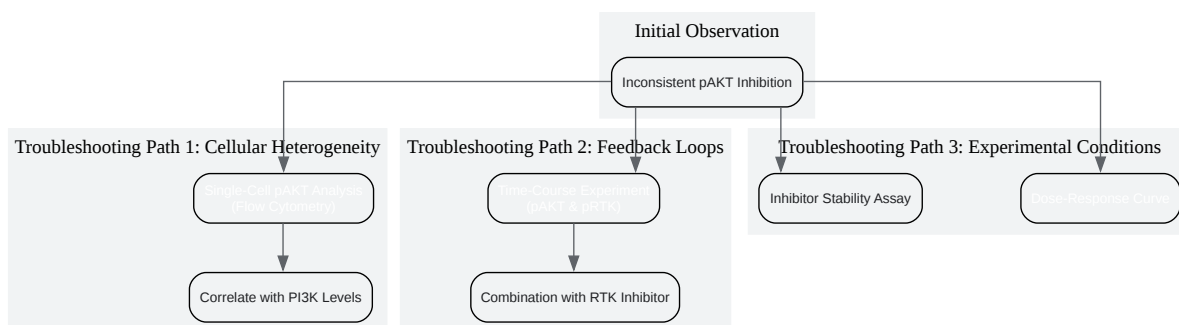 Initial Observation
Inconsistent pAKT Inhibition
Troubleshooting Path 1: Cellular Heterogeneity
Single-Cell pAKT Analysis
(Flow Cytometry)
Correlate with PI3K Levels
Troubleshooting Path 2: Feedback Loops
Time-Course Experiment
(pAKT & pRTK)
Combination with RTK Inhibitor
Troubleshooting Path 3: Experimental Conditions
Inhibitor Stability Assay
Dose-Response Curve